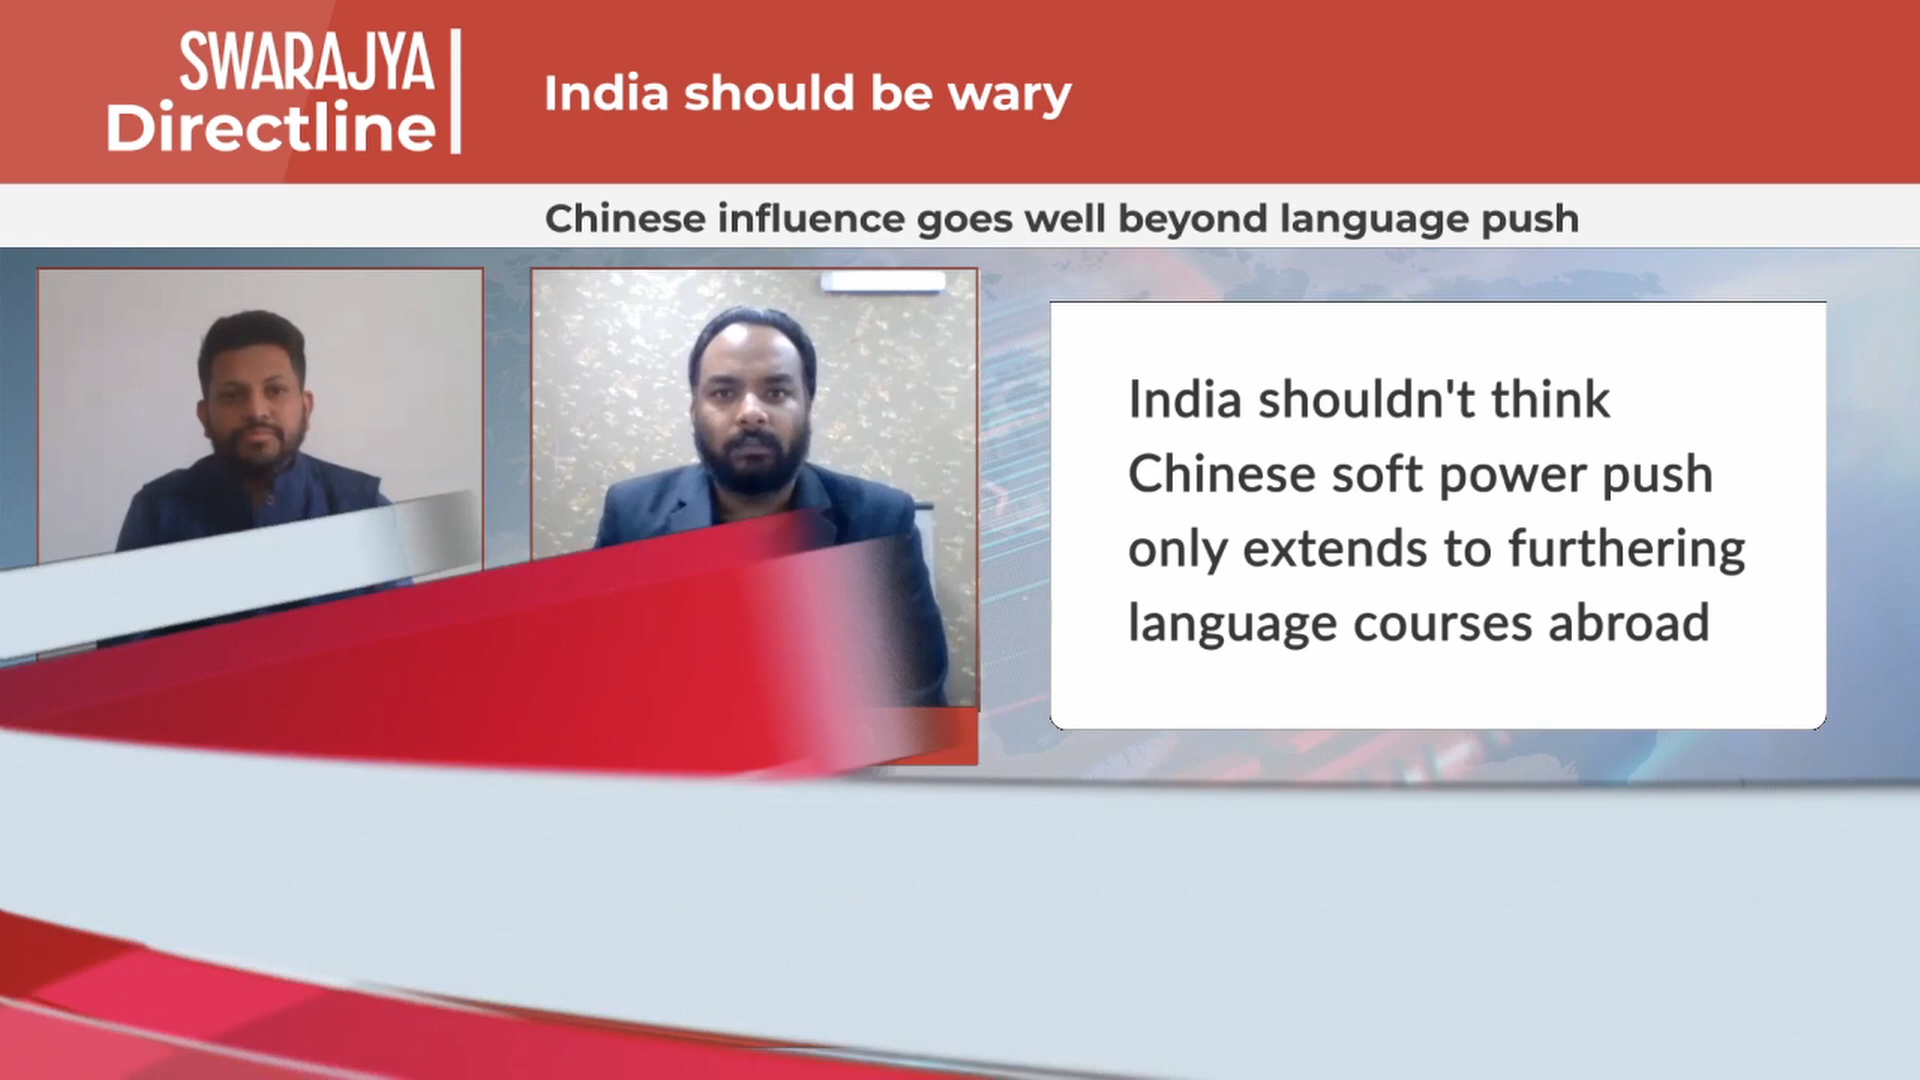 SWARAJYA
Directline
India should be wary
Chinese influence goes well beyond language push
India shouldn't think
Chinese soft power push
only extends to furthering
language courses abroad